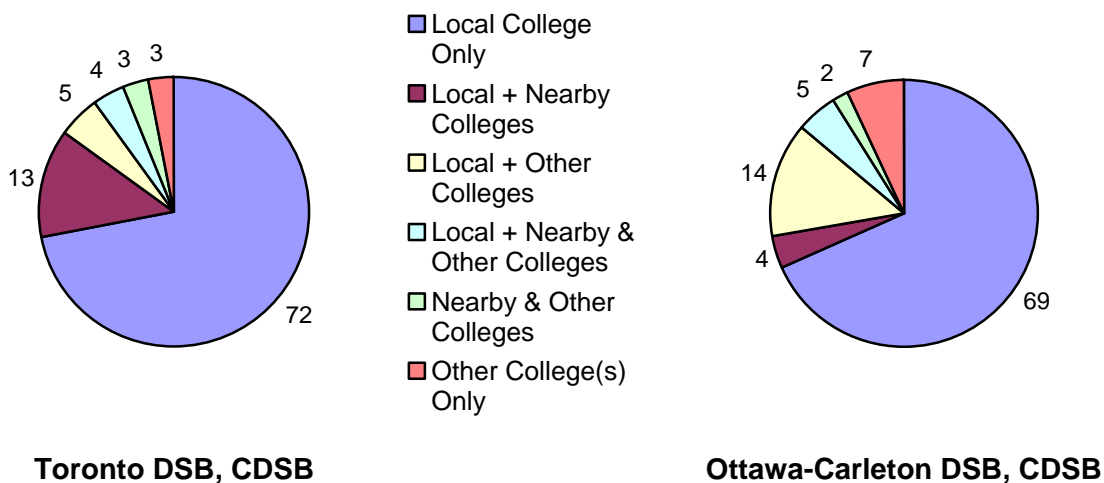 3
3
4
5
13
72
Local College
Only
Local + Nearby
Colleges
Local + Other
Colleges
Local + Nearby &
Other Colleges
Nearby & Other
Colleges
Other College(s)
Only
7
2
5
14
4
69
Toronto DSB, CDSB
Ottawa-Carleton DSB, CDSB